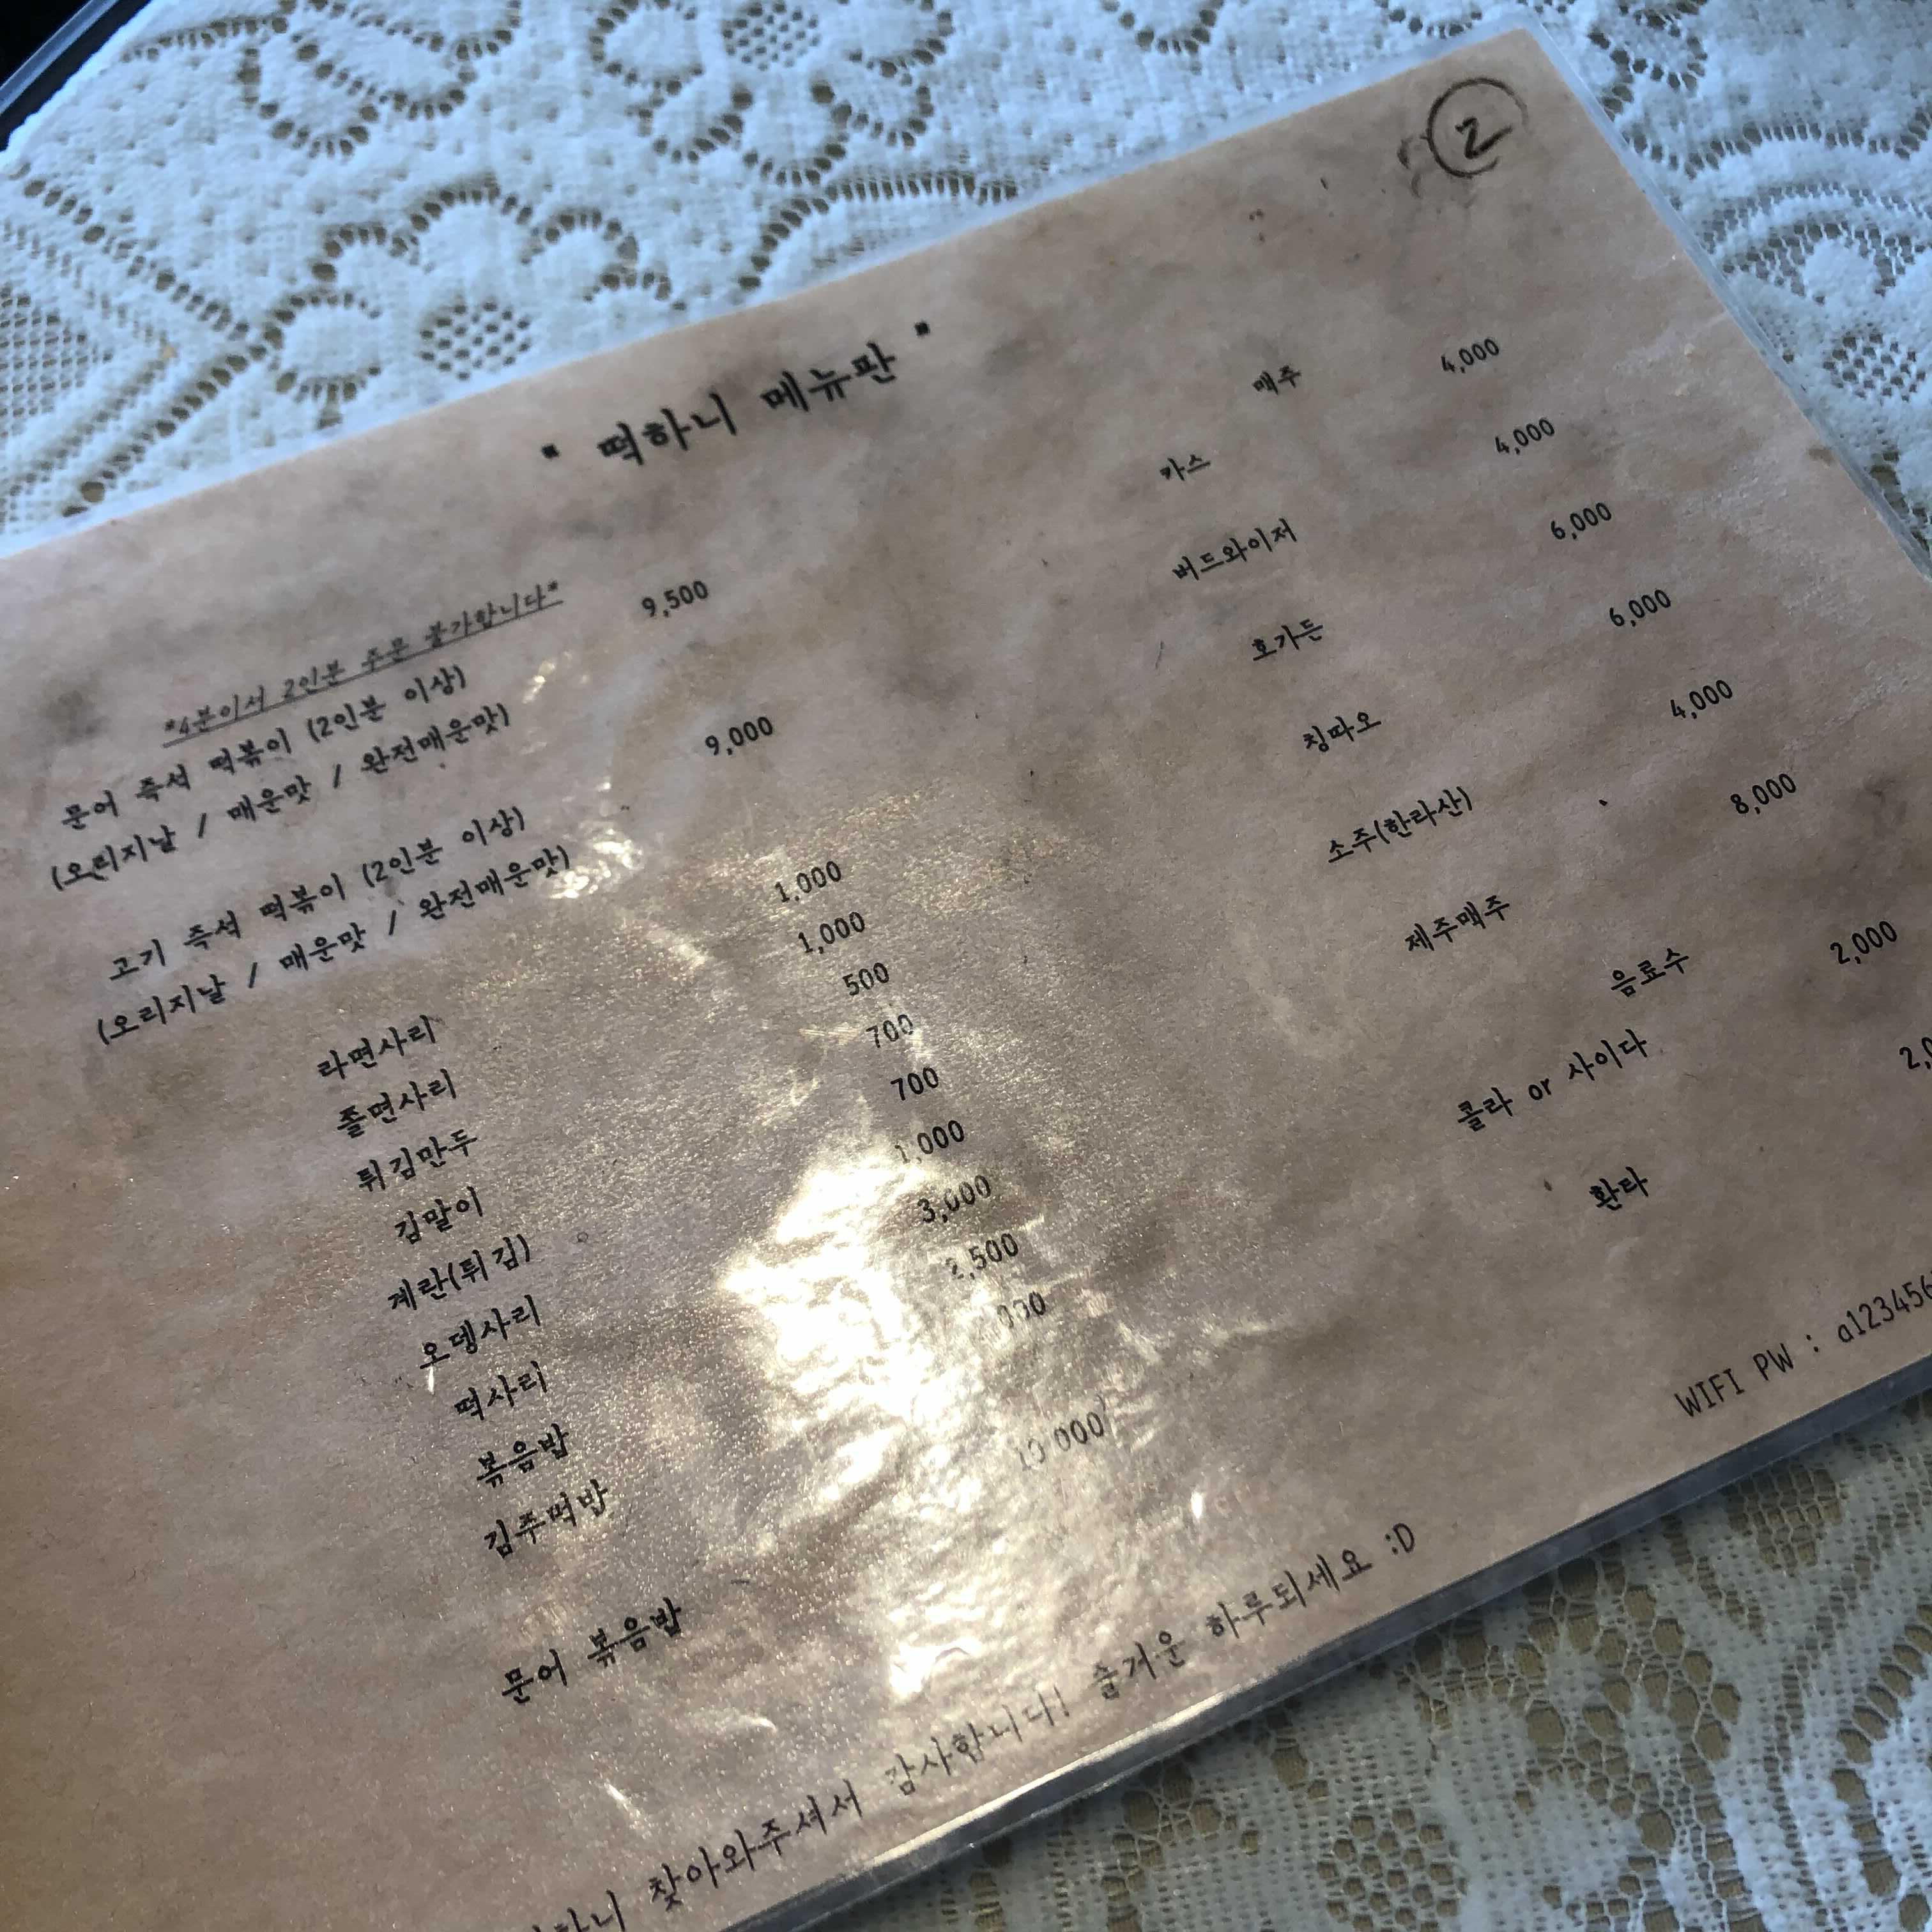 2
" 떡하니 메뉴판 "
*4분이서 2인분 주문 불가합니다*
문어 즉석 떡볶이 (2인분 이상) 9,500
(오리지날 / 매운맛 / 완전매운맛)
고기 즉석 떡볶이 (2인분 이상) 9,000
(오리지날 / 매운맛 / 완전매운맛)
라면사리 1,000
쫄면사리 1,000
튀김만두 500
김말이 700
계란(튀김) 700
오뎅사리 1,000
떡사리 3,000
볶음밥 2,500
김주먹밥
문어 볶음밥 10,000
맥주
카스 4,000
버드와이저 4,000
호가든 6,000
칭따오 6,000
소주(한라산) 4,000
제주맥주 8,000
음료수
콜라 or 사이다 2,000
환타
WIFI PW :
찾아와주셔서 감사합니다! 즐거운 하루되세요 :D